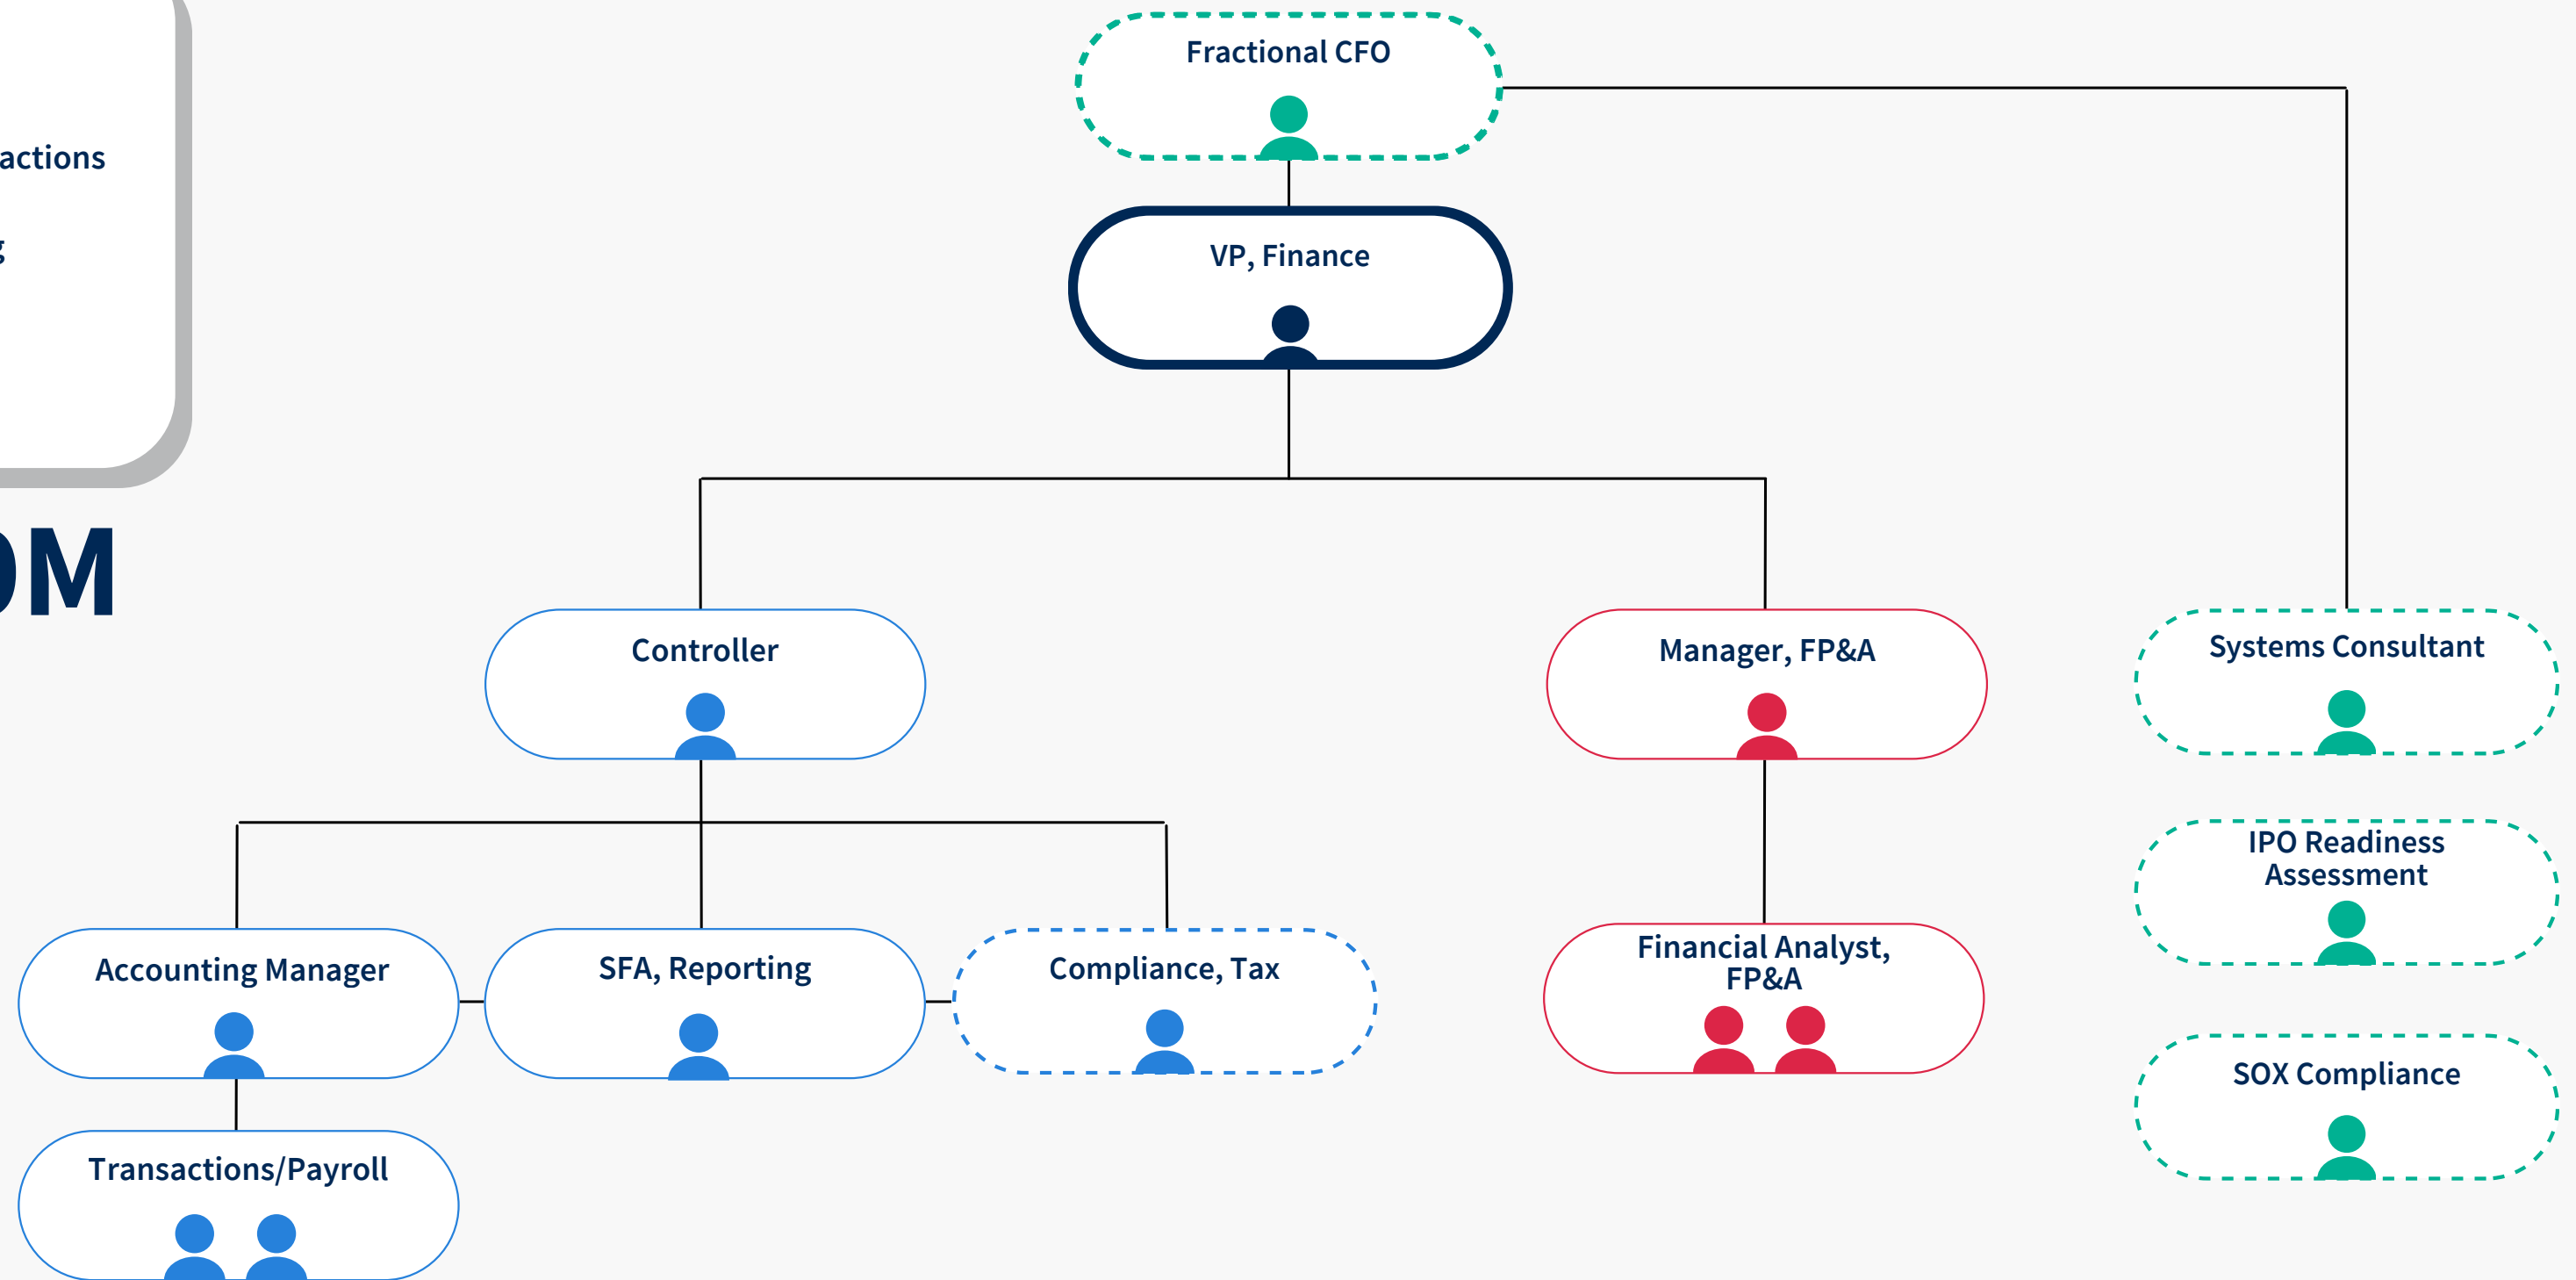 Fractional CFO
actions
VP, Finance
g
OM
Controller
Manager, FP&A
Systems Consultant
IPO Readiness
Assessment
Accounting Manager
SFA, Reporting
Compliance, Tax
Financial Analyst,
FP&A
SOX Compliance
Transactions/Payroll